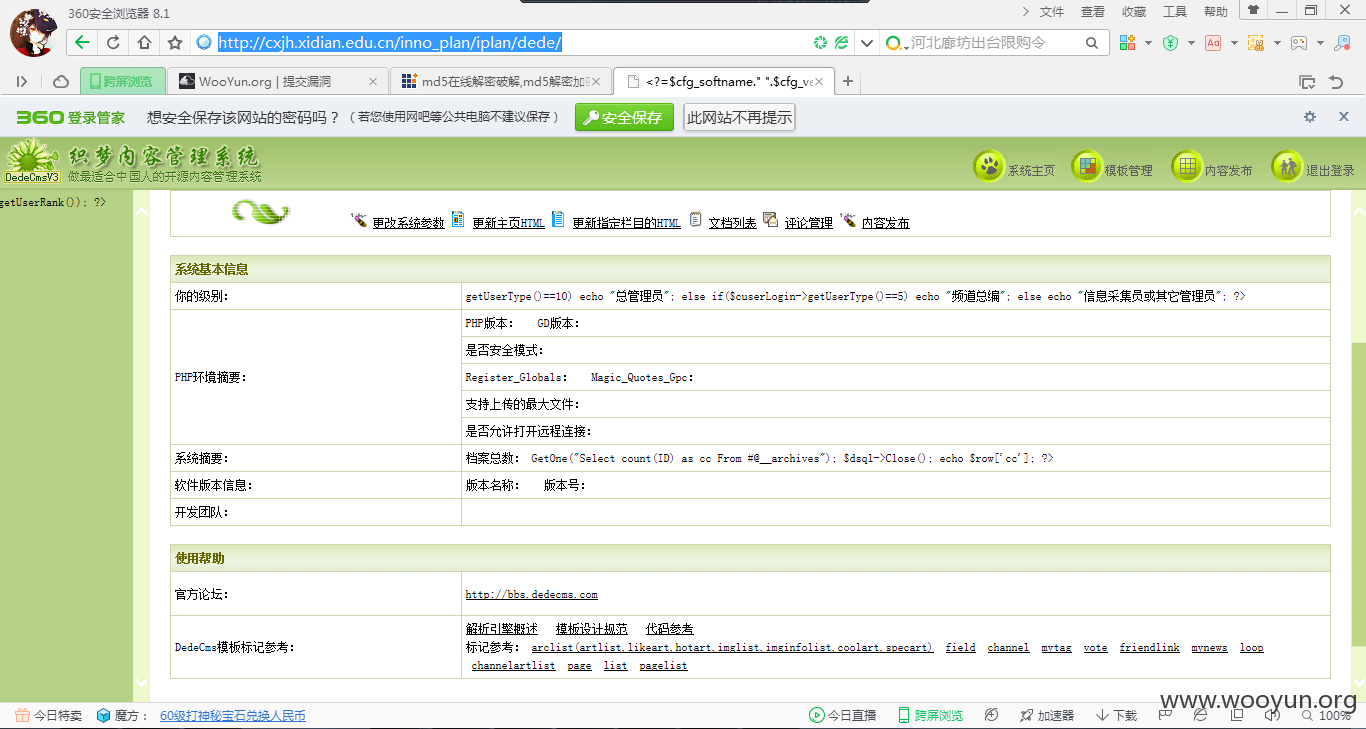 360安全浏览器 8.1
文件 查看 收藏 工具 帮助
http://cxjh.xidian.edu.cn/inno_plan/iplan/dede/
河北廊坊出台限购令
跨屏浏览
WooYun.org | 提交漏洞
md5在线解密破解,md5解密加
<?=$cfg_softname." ".$cfg_ve
360 登录管家 想安全保存该网站的密码吗？（若您使用网吧等公共电脑不建议保存） 安全保存 此网站不再提示
织梦内容管理系统
DedeCmsV3 做最适合中国人的开源内容管理系统
系统主页 模板管理 内容发布 退出登录
getUserRank()); ?>
更改系统参数 更新主页HTML 更新指定栏目的HTML 文档列表 评论管理 内容发布
系统基本信息
你的级别： getUserType()==10) echo "总管理员"; else if($cuserLogin->getUserType()==5) echo "频道总编"; else echo "信息采集员或其它管理员"; ?>
PHP环境摘要：
PHP版本： GD版本：
是否安全模式：
Register_Globals： Magic_Quotes_Gpc：
支持上传的最大文件：
是否允许打开远程连接：
系统摘要： 档案总数： GetOne("Select count(ID) as cc From #@__archives"); $dsql->Close(); echo $row['cc']; ?>
软件版本信息： 版本名称： 版本号：
开发团队：
使用帮助
官方论坛： http://bbs.dedecms.com
DedeCms模板标记参考：
解析引擎概述 模板设计规范 代码参考
标记参考： arclist(artlist,likeart,hotart,imglist,imginfolist,coolart,specart) field channel mytag vote friendlink mynews loop
channelartlist page list pagelist
www.wooyun.org
今日特卖 魔方： 60级打神秘宝石兑换人民币 今日直播 跨屏浏览 加速器 下载 100%